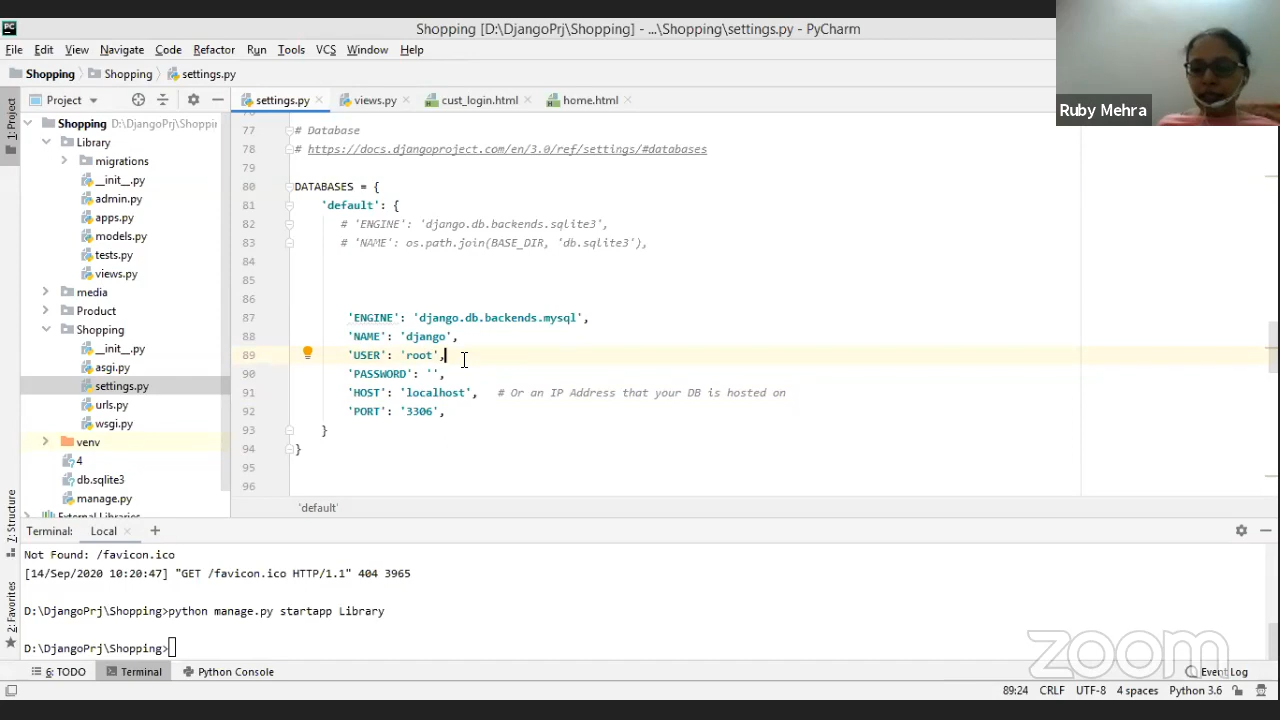 PC
Shopping [D:\DjangoPrj\Shopping] - ...\Shopping\settings.py - PyCharm
File Edit View Navigate Code Refactor Run Tools VCS Window Help
Shopping Shopping settings.py
Ruby Mehra
1: Project
Project
settings.py views.py cust_login.html home.html
Shopping D:\DjangoPrj\Shoppin
Library
migrations
__init__.py
admin.py
apps.py
models.py
tests.py
views.py
media
Product
Shopping
__init__.py
asgi.py
settings.py
urls.py
wsgi.py
venv
4
db.sqlite3
manage.py
External Libraries
77 # Database
78 # https://docs.djangoproject.com/en/3.0/ref/settings/#databases
79
80 DATABASES = {
81 'default': {
82 # 'ENGINE': 'django.db.backends.sqlite3',
83 # 'NAME': os.path.join(BASE_DIR, 'db.sqlite3'),
84
85
86
87 'ENGINE': 'django.db.backends.mysql',
88 'NAME': 'django',
89 'USER': 'root',
90 'PASSWORD': '',
91 'HOST': 'localhost', # Or an IP Address that your DB is hosted on
92 'PORT': '3306',
93 }
94 }
95
96
'default'
Z: Structure
2: Favorites
Terminal: Local
Not Found: /favicon.ico
[14/Sep/2020 10:20:47] "GET /favicon.ico HTTP/1.1" 404 3965
D:\DjangoPrj\Shopping>python manage.py startapp Library
D:\DjangoPrj\Shopping>
zoom
6: TODO Terminal Python Console Event Log
89:24 CRLF UTF-8 4 spaces Python 3.6